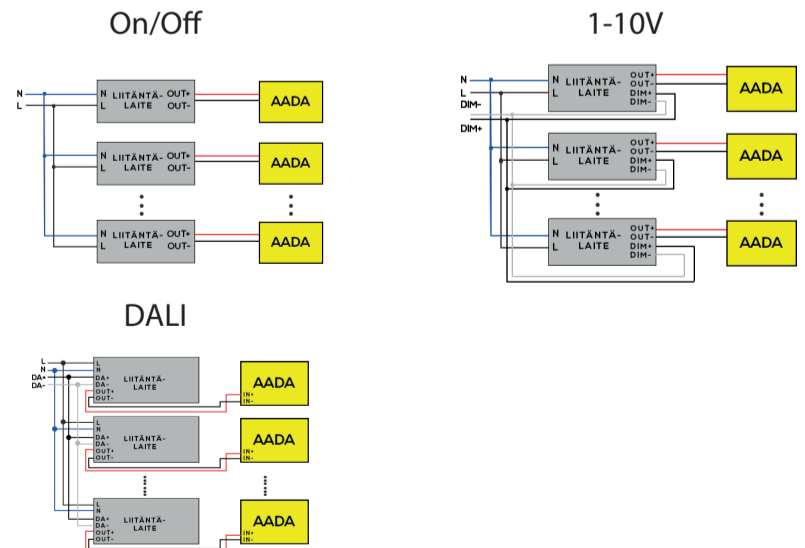 On/Off
N
L
N LIITÄNTÄ- OUT+
L LAITE OUT-
AADA
N LIITÄNTÄ- OUT+
L LAITE OUT-
AADA
N LIITÄNTÄ- OUT+
L LAITE OUT-
AADA
1-10V
N
L
DIM-
DIM+
N LIITÄNTÄ- OUT+
L LAITE OUT-
DIM+
DIM-
AADA
N LIITÄNTÄ- OUT+
L LAITE OUT-
DIM+
DIM-
AADA
N LIITÄNTÄ- OUT+
L LAITE OUT-
DIM+
DIM-
AADA
DALI
L
N
DA+
DA-
L
N
DA+
DA-
OUT+
OUT-
LIITÄNTÄ-
LAITE
AADA
IN+
IN-
L
N
DA+
DA-
OUT+
OUT-
LIITÄNTÄ-
LAITE
AADA
IN+
IN-
L
N
DA+
DA-
OUT+
OUT-
LIITÄNTÄ-
LAITE
AADA
IN+
IN-